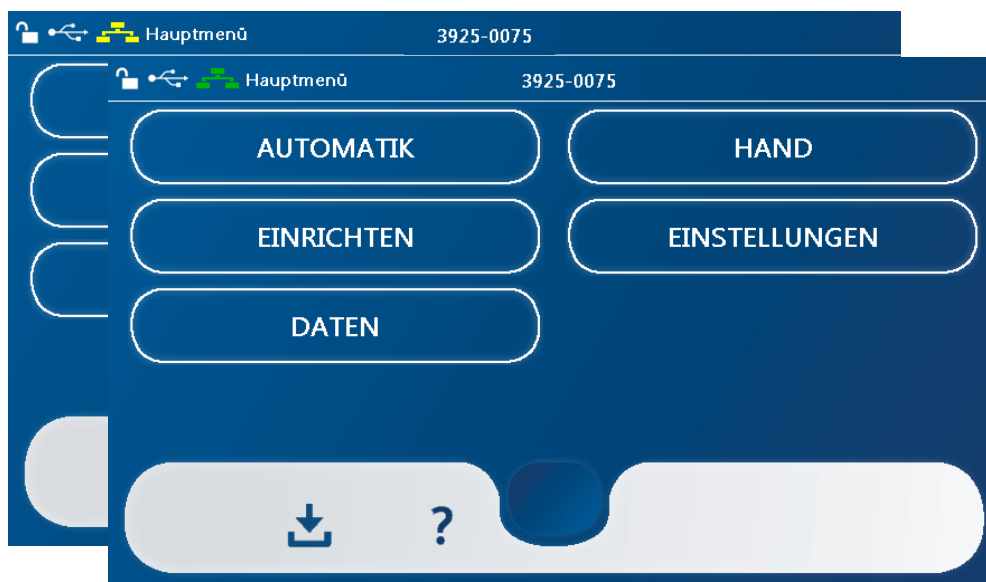 Hauptmenü 3925-0075
Hauptmenü 3925-0075
AUTOMATIK HAND
EINRICHTEN EINSTELLUNGEN
DATEN
?